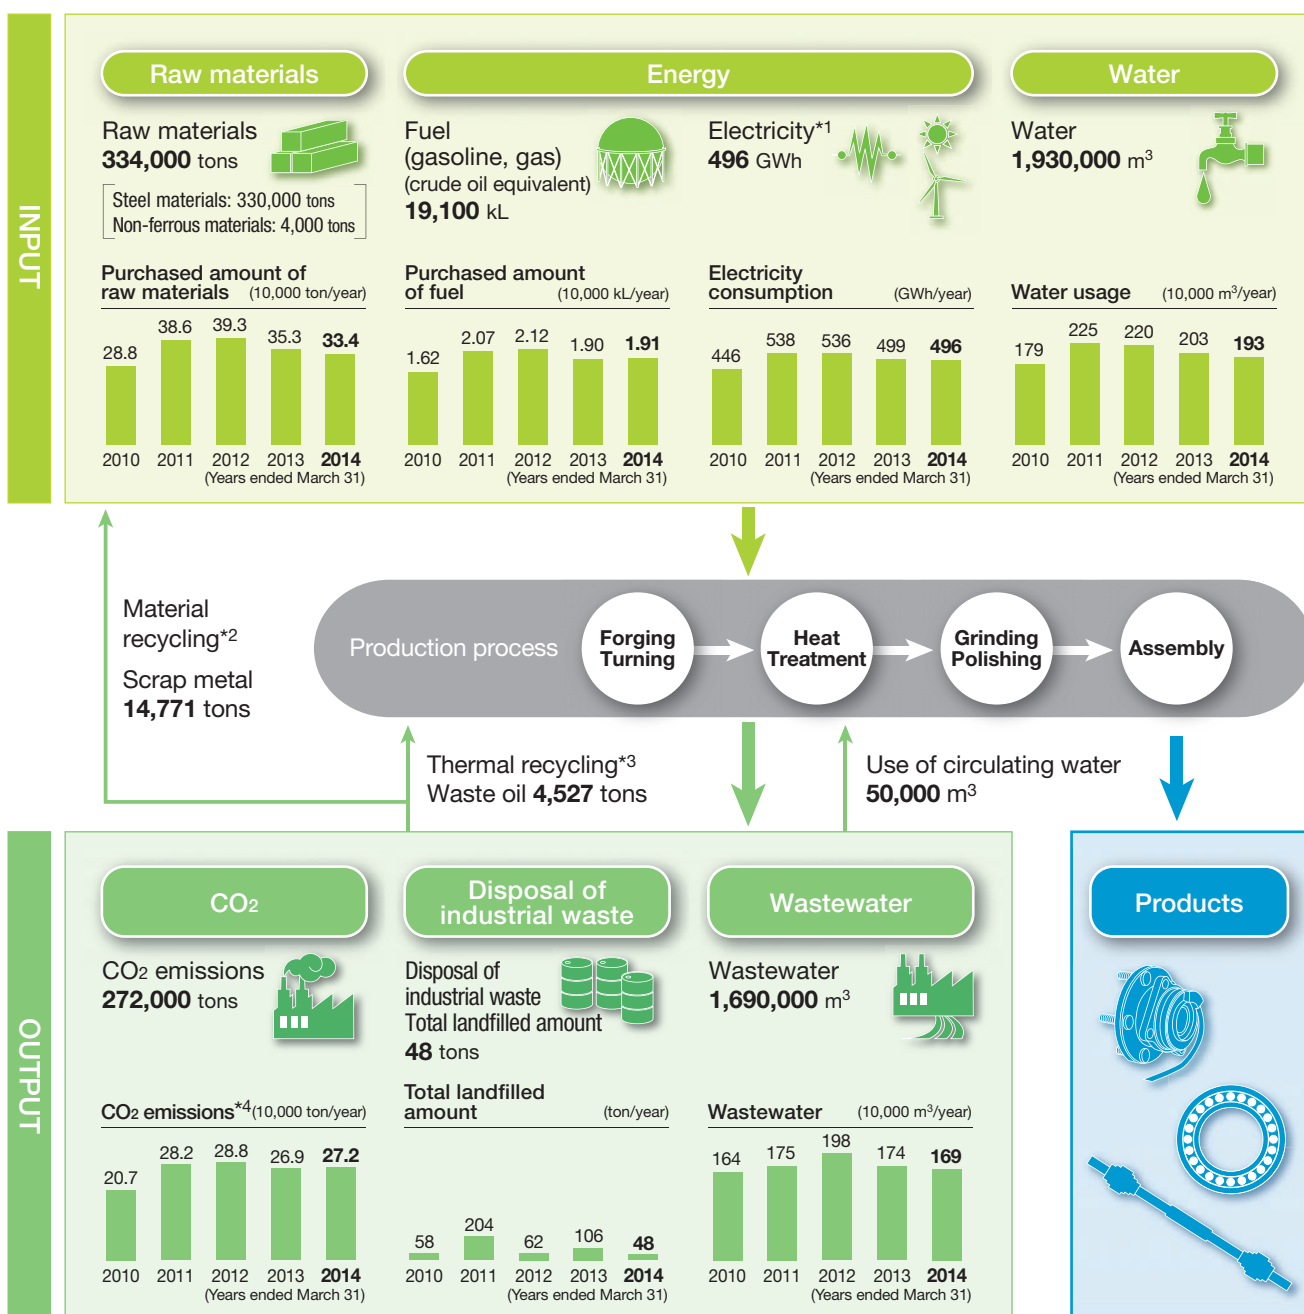 INPUT
Raw materials
Raw materials
334,000 tons
Steel materials: 330,000 tons
Non-ferrous materials: 4,000 tons
Purchased amount of
raw materials (10,000 ton/year)
28.8 38.6 39.3 35.3 33.4
2010 2011 2012 2013 2014
(Years ended March 31)
Energy
Fuel
(gasoline, gas)
(crude oil equivalent)
19,100 kL
Purchased amount
of fuel (10,000 kL/year)
1.62 2.07 2.12 1.90 1.91
2010 2011 2012 2013 2014
(Years ended March 31)
Electricity*1
496 GWh
Electricity
consumption (GWh/year)
446 538 536 499 496
2010 2011 2012 2013 2014
(Years ended March 31)
Water
Water
1,930,000 m³
Water usage (10,000 m³/year)
179 225 220 203 193
2010 2011 2012 2013 2014
(Years ended March 31)
Material
recycling*2
Scrap metal
14,771 tons
Production process
Forging
Turning
Heat
Treatment
Grinding
Polishing
Assembly
Thermal recycling*3
Waste oil 4,527 tons
Use of circulating water
50,000 m³
OUTPUT
CO₂
CO₂ emissions
272,000 tons
CO₂ emissions*4 (10,000 ton/year)
20.7 28.2 28.8 26.9 27.2
2010 2011 2012 2013 2014
(Years ended March 31)
Disposal of
industrial waste
Disposal of
industrial waste
Total landfilled amount
48 tons
Total landfilled
amount (ton/year)
58 204 62 106 48
2010 2011 2012 2013 2014
(Years ended March 31)
Wastewater
Wastewater
1,690,000 m³
Wastewater (10,000 m³/year)
164 175 198 174 169
2010 2011 2012 2013 2014
(Years ended March 31)
Products